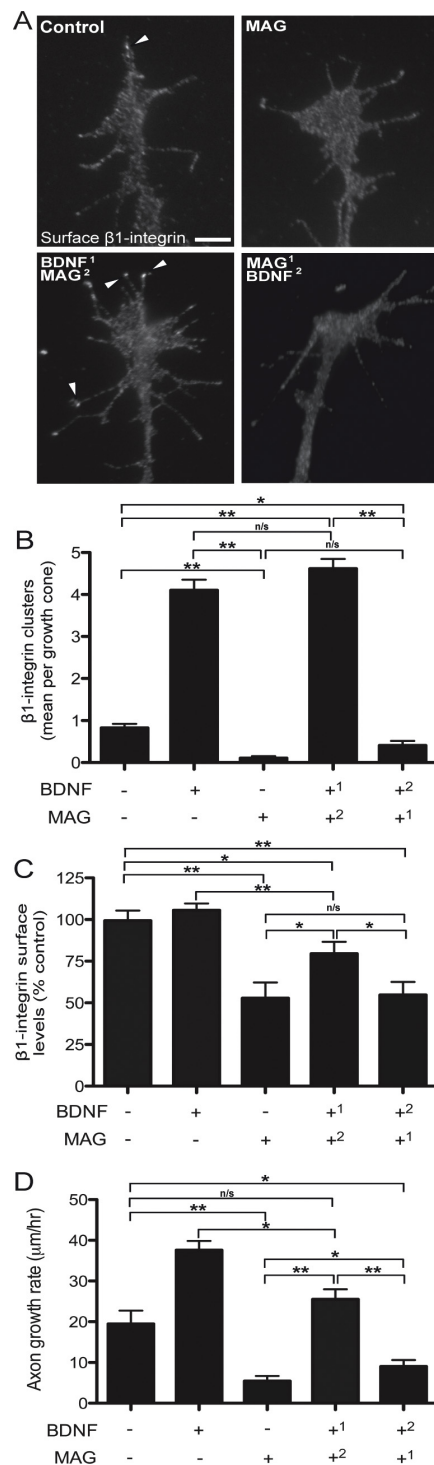 A
Control
MAG
Surface β1-integrin
BDNF¹
MAG²
MAG¹
BDNF²
B
*
** **
n/s
** n/s
**
β1-integrin clusters
(mean per growth cone)
5
4
3
2
1
0
BDNF - + - +¹ +²
MAG - - + +² +¹
C
**
*
** **
n/s
* *
β1-integrin surface
levels (% control)
125
100
75
50
25
0
BDNF - + - +¹ +²
MAG - - + +² +¹
D
*
n/s
** *
*
** **
Axon growth rate (μm/hr)
50
40
30
20
10
0
BDNF - + - +¹ +²
MAG - - + +² +¹